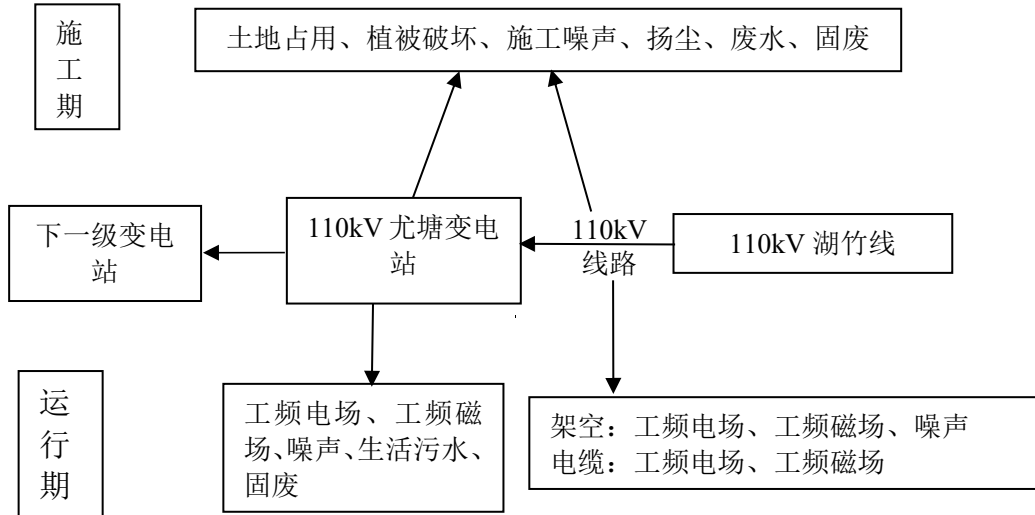 施
工
期
土地占用、植被破坏、施工噪声、扬尘、废水、固废
下一级变电
站
110kV 尤塘变电
站
110kV
线路
110kV 湖竹线
运
行
期
工频电场、工频磁
场、噪声、生活污水、
固废
架空：工频电场、工频磁场、噪声
电缆：工频电场、工频磁场